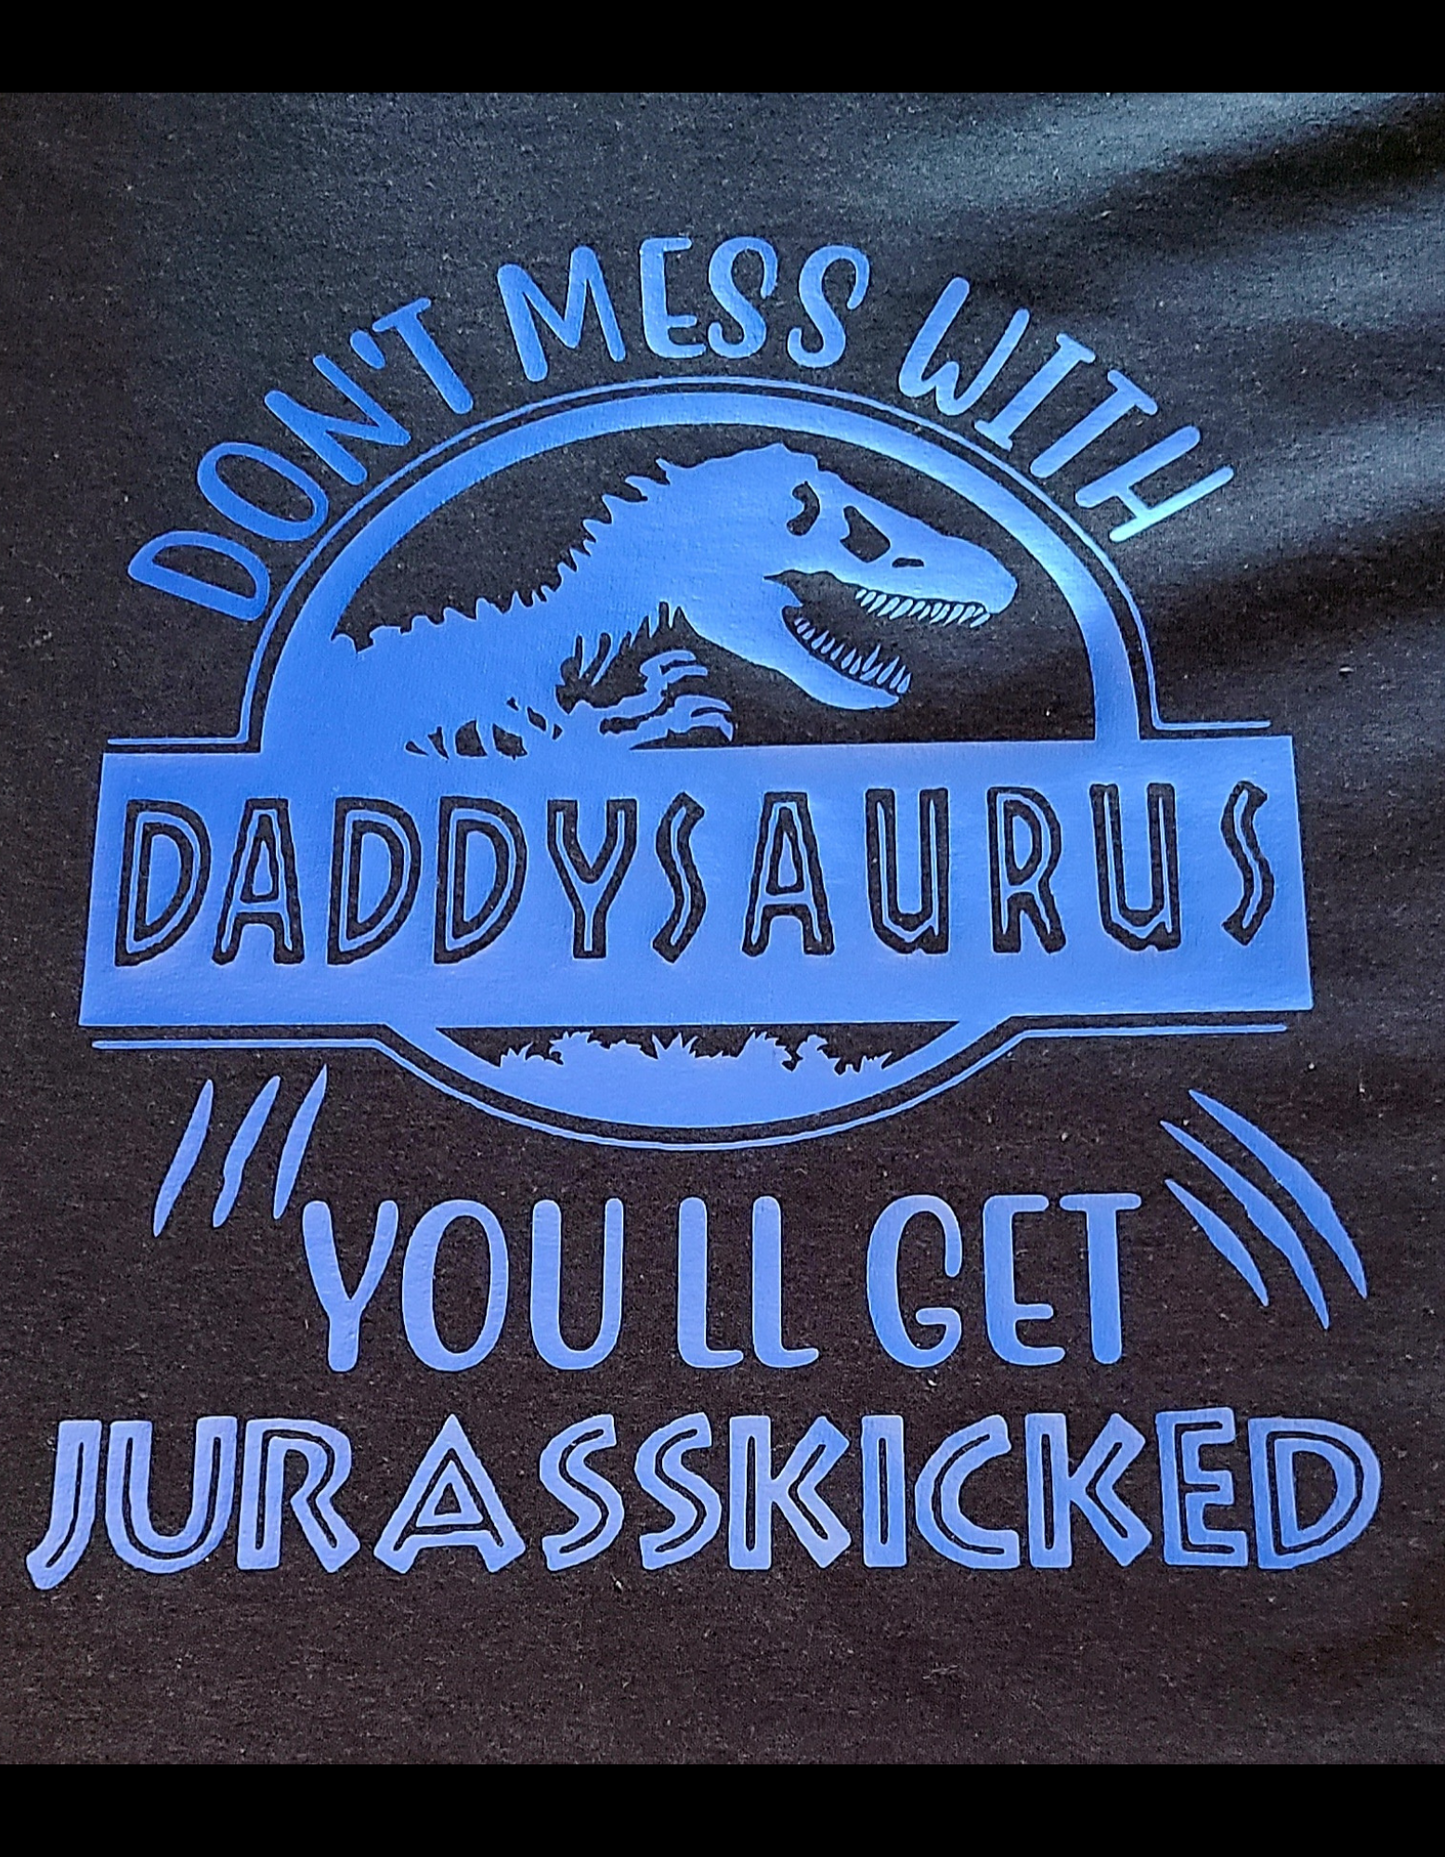 DON'T MESS WITH
DADDYSAURUS
YOU LL GET
JURASSKICKED